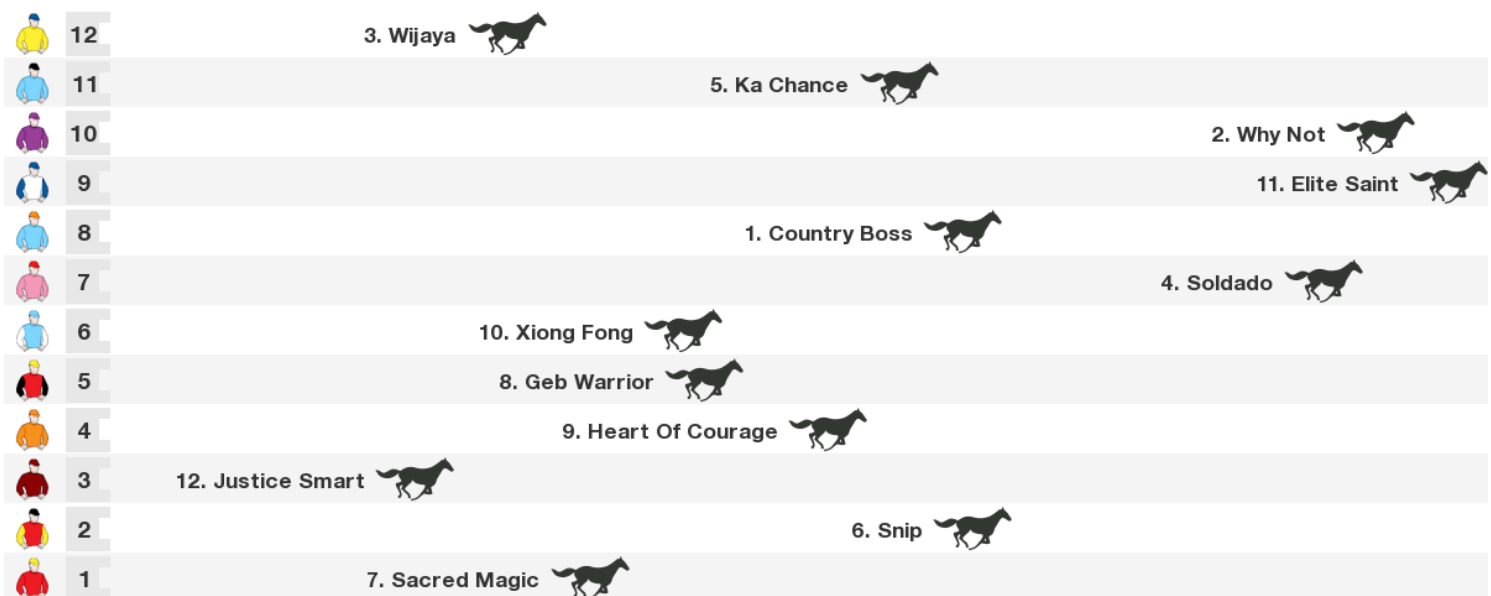 12 3. Wijaya
11 5. Ka Chance
10 2. Why Not
9 11. Elite Saint
8 1. Country Boss
7 4. Soldado
6 10. Xiong Fong
5 8. Geb Warrior
4 9. Heart Of Courage
3 12. Justice Smart
2 6. Snip
1 7. Sacred Magic